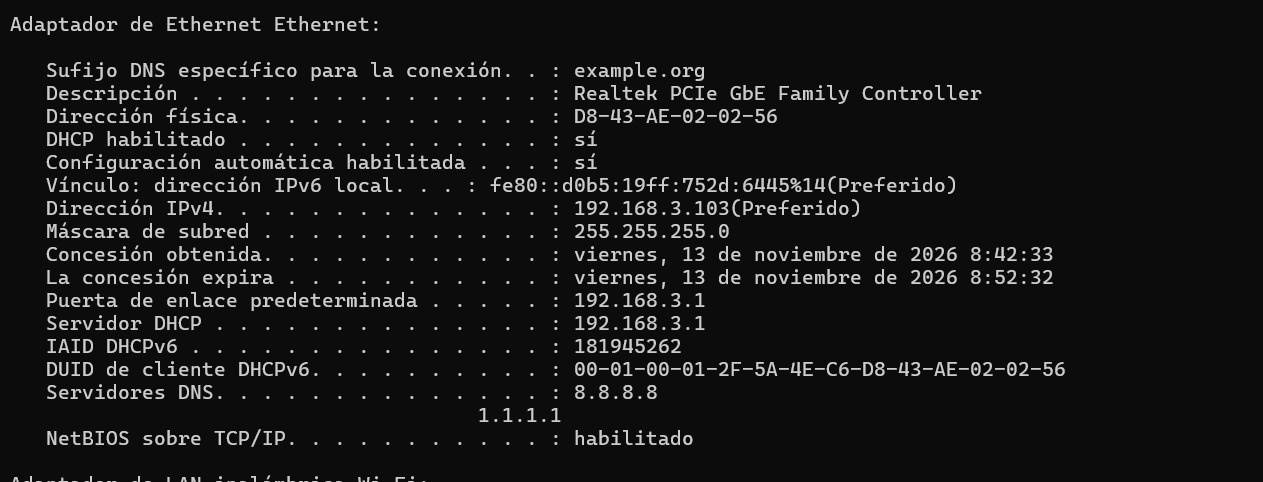 Adaptador de Ethernet Ethernet:
Sufijo DNS específico para la conexión. . : example.org
Descripción . . . . . . . . . . . . . . . : Realtek PCIe GbE Family Controller
Dirección física. . . . . . . . . . . . . : D8-43-AE-02-02-56
DHCP habilitado . . . . . . . . . . . . . : sí
Configuración automática habilitada . . . : sí
Vínculo: dirección IPv6 local. . . : fe80::d0b5:19ff:752d:6445%14(Preferido)
Dirección IPv4. . . . . . . . . . . . . . : 192.168.3.103(Preferido)
Máscara de subred . . . . . . . . . . . . : 255.255.255.0
Concesión obtenida. . . . . . . . . . . . : viernes, 13 de noviembre de 2026 8:42:33
La concesión expira . . . . . . . . . . . : viernes, 13 de noviembre de 2026 8:52:32
Puerta de enlace predeterminada . . . . . : 192.168.3.1
Servidor DHCP . . . . . . . . . . . . . . : 192.168.3.1
IAID DHCPv6 . . . . . . . . . . . . . . . : 181945262
DUID de cliente DHCPv6. . . . . . . . . . : 00-01-00-01-2F-5A-4E-C6-D8-43-AE-02-02-56
Servidores DNS. . . . . . . . . . . . . . : 8.8.8.8
1.1.1.1
NetBIOS sobre TCP/IP. . . . . . . . . . . : habilitado
Adaptador de LAN inalámbrica Wi-Fi: